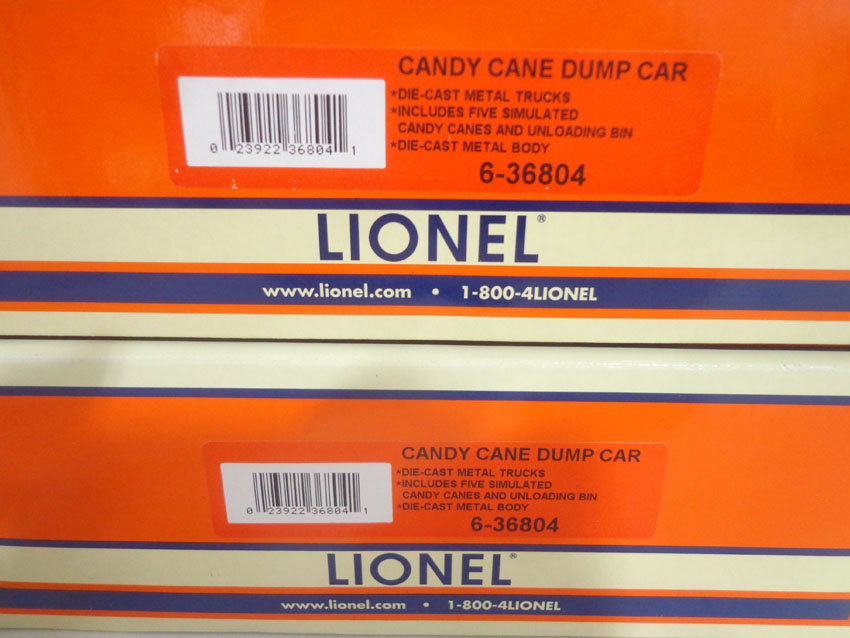 CANDY CANE DUMP CAR
*DIE-CAST METAL TRUCKS
*INCLUDES FIVE SIMULATED
CANDY CANES AND UNLOADING BIN
*DIE-CAST METAL BODY
6-36804
0 23922 36804 1
LIONEL®
www.lionel.com • 1-800-4LIONEL
CANDY CANE DUMP CAR
*DIE-CAST METAL TRUCKS
*INCLUDES FIVE SIMULATED
CANDY CANES AND UNLOADING BIN
*DIE-CAST METAL BODY
6-36804
0 23922 36804 1
LIONEL®
www.lionel.com • 1-800-4LIONEL